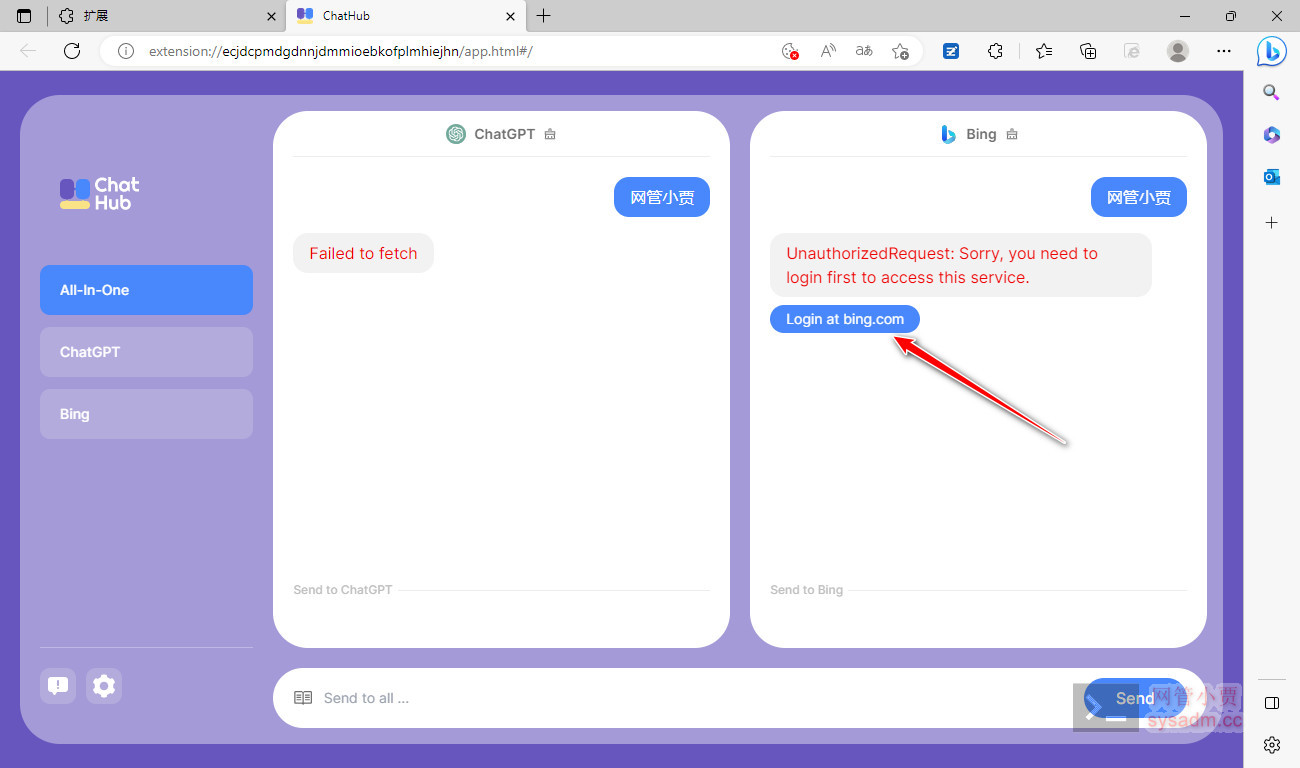 扩展
ChatHub
extension://ecjdcpmdgdnnjdmmioebkofplmhiejhn/app.html#/
Chat
Hub
All-In-One
ChatGPT
Bing
ChatGPT
网管小贾
Failed to fetch
Send to ChatGPT
Bing
网管小贾
UnauthorizedRequest: Sorry, you need to
login first to access this service.
Login at bing.com
Send to Bing
Send to all ...
Send
网管小贾
sysadm.cc